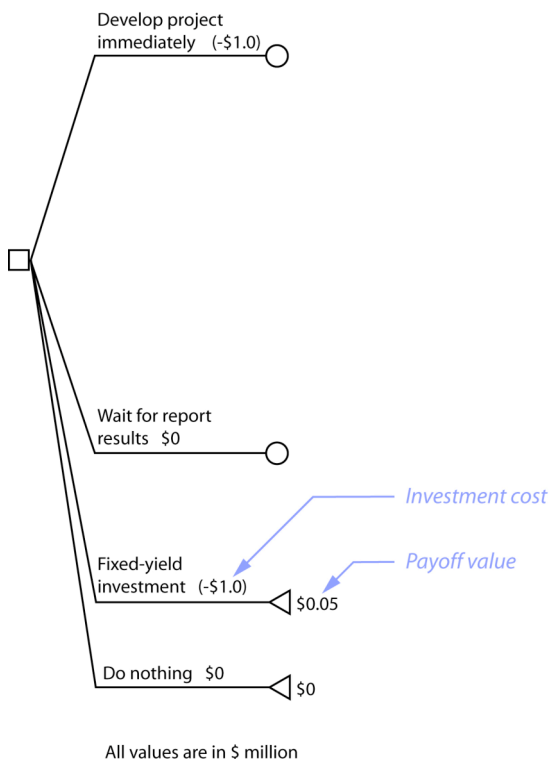 Develop project
immediately (-$1.0)
Wait for report
results $0
Investment cost
Fixed-yield
investment (-$1.0)
Payoff value
$0.05
Do nothing $0
$0
All values are in $ million